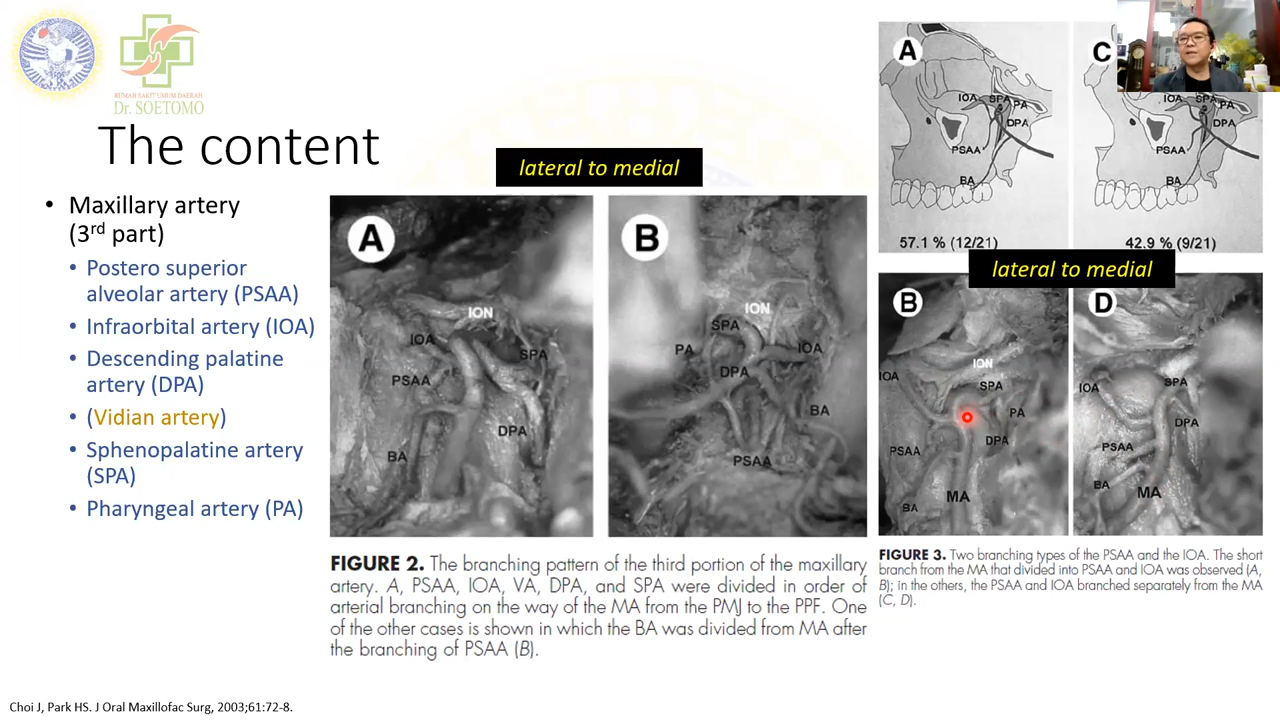 RUMAH SAKIT UMUM DAERAH
Dr. SOETOMO
The content
• Maxillary artery
(3rd part)
• Postero superior
alveolar artery (PSAA)
• Infraorbital artery (IOA)
• Descending palatine
artery (DPA)
• (Vidian artery)
• Sphenopalatine artery
(SPA)
• Pharyngeal artery (PA)
lateral to medial
A
ION
IOA
SPA
PSAA
DPA
BA
B
ION
SPA
PA
IOA
DPA
BA
PSAA
FIGURE 2. The branching pattern of the third portion of the maxillary
artery. A, PSAA, IOA, VA, DPA, and SPA were divided in order of
arterial branching on the way of the MA from the PMJ to the PPF. One
of the other cases is shown in which the BA was divided from MA after
the branching of PSAA (B).
A
IOA SPA PA
DPA
PSAA
BA
57.1 % (12/21)
C
IOA SPA PA
DPA
PSAA
BA
42.9 % (9/21)
lateral to medial
B
ION
IOA
SPA
PA
DPA
PSAA
MA
BA
D
IOA
SPA
DPA
PSAA
BA
MA
FIGURE 3. Two branching types of the PSAA and the IOA. The short
branch from the MA that divided into PSAA and IOA was observed (A,
B); in the others, the PSAA and IOA branched separately from the MA
(C, D).
Choi J, Park HS. J Oral Maxillofac Surg, 2003;61:72-8.